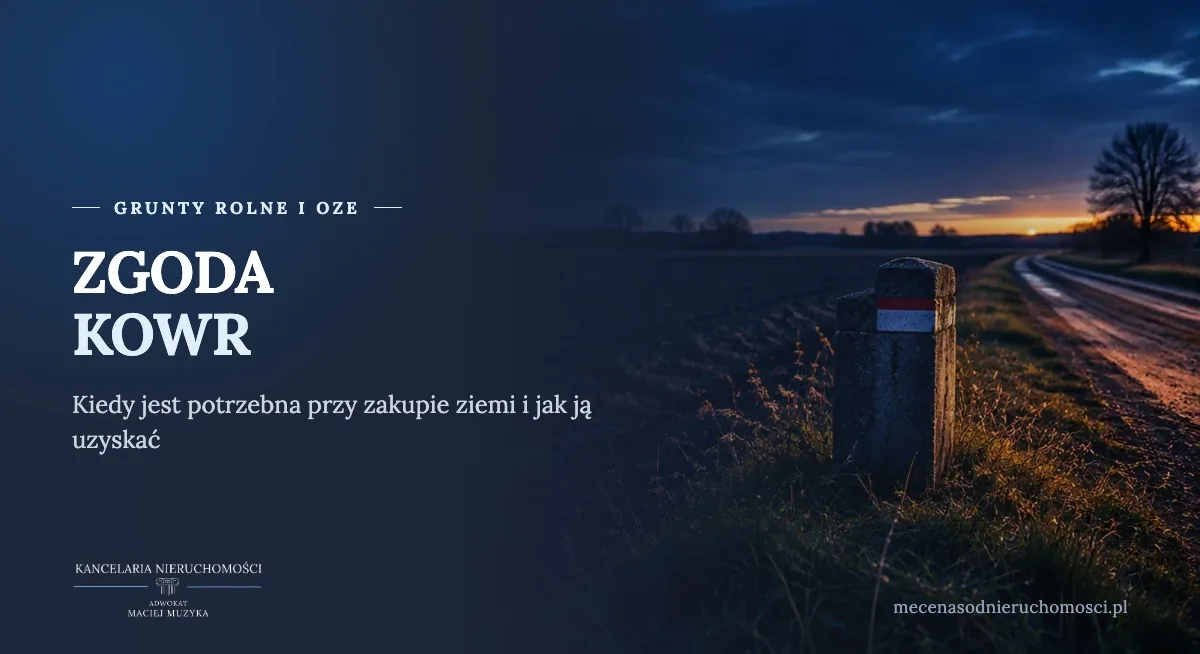 GRUNTY ROLNE I OZE
ZGODA
KOWR
Kiedy jest potrzebna przy zakupie ziemi i jak ją
uzyskać
KANCELARIA NIERUCHOMOŚCI
ADWOKAT
MACIEJ MUZYKA
mecenasodnieruchomosci.pl